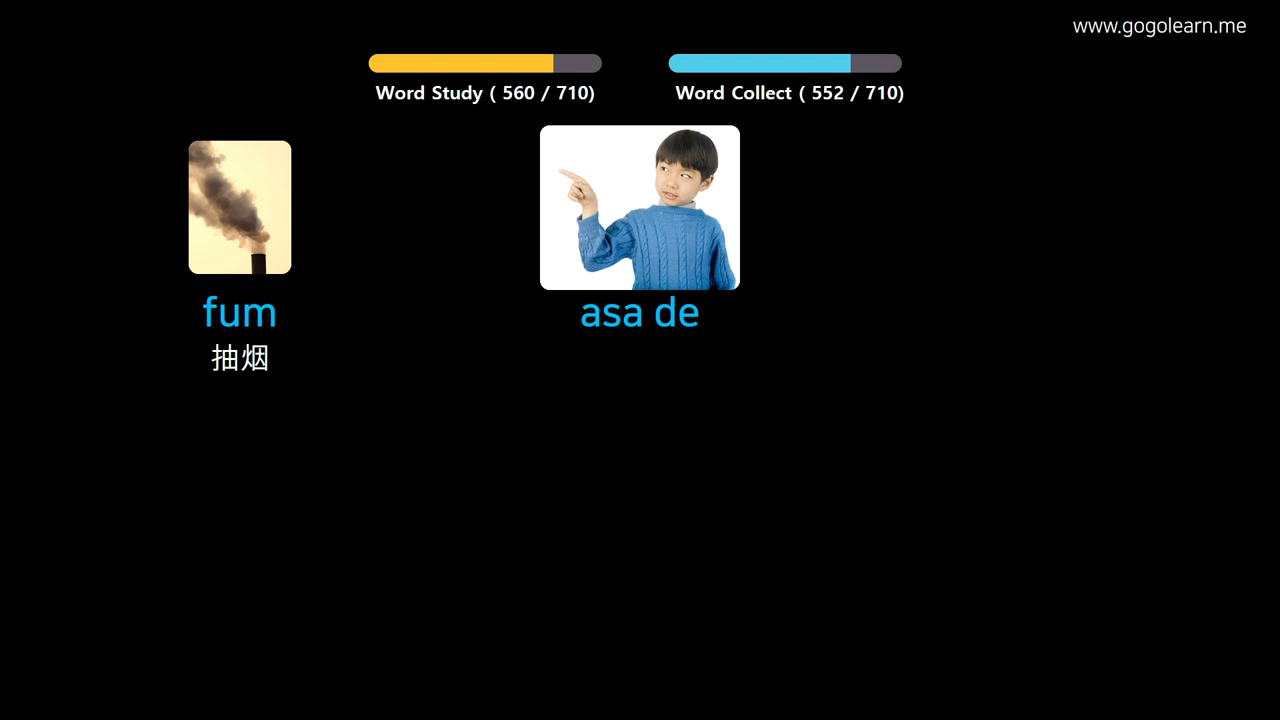 www.gogolearn.me
Word Study ( 560 / 710)
Word Collect ( 552 / 710)
fum
抽烟
asa de